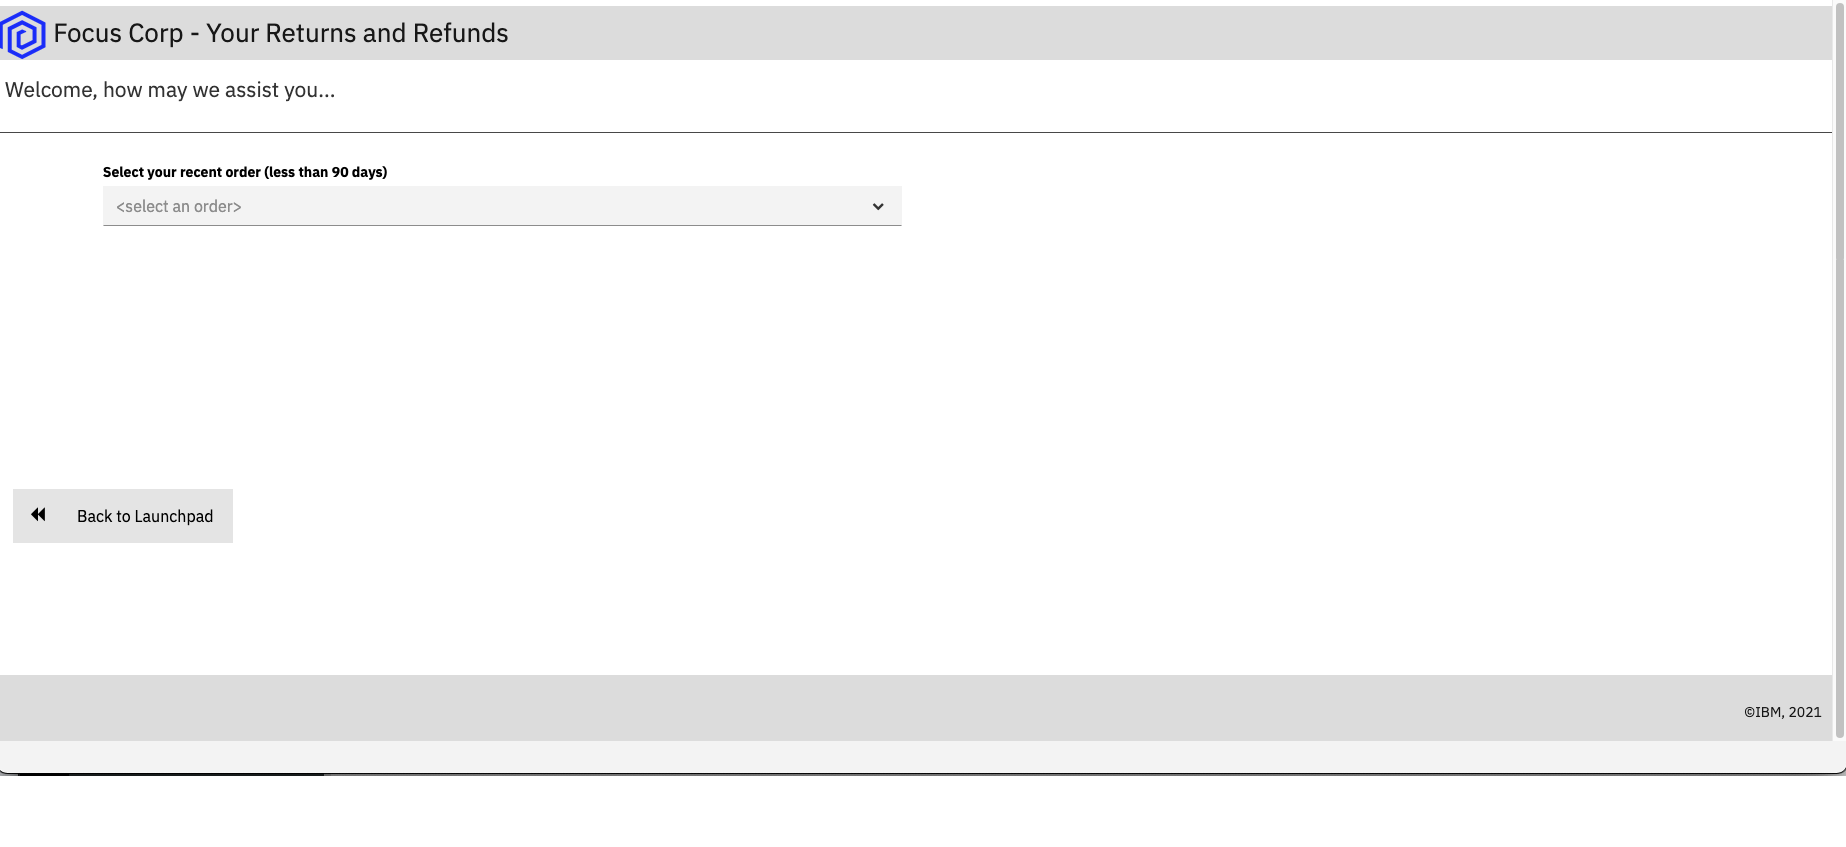 Focus Corp - Your Returns and Refunds
Welcome, how may we assist you...
Select your recent order (less than 90 days)
<select an order>
Back to Launchpad
©IBM, 2021